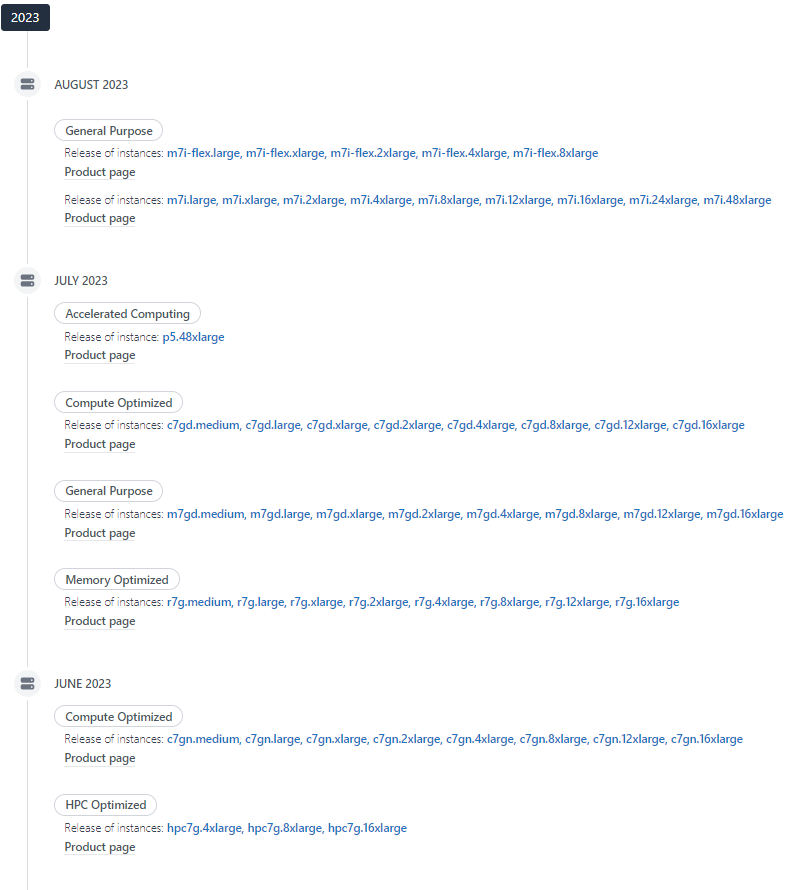 2023
AUGUST 2023
General Purpose
Release of instances: m7i-flex.large, m7i-flex.xlarge, m7i-flex.2xlarge, m7i-flex.4xlarge, m7i-flex.8xlarge
Product page
Release of instances: m7i.large, m7i.xlarge, m7i.2xlarge, m7i.4xlarge, m7i.8xlarge, m7i.12xlarge, m7i.16xlarge, m7i.24xlarge, m7i.48xlarge
Product page
JULY 2023
Accelerated Computing
Release of instance: p5.48xlarge
Product page
Compute Optimized
Release of instances: c7gd.medium, c7gd.large, c7gd.xlarge, c7gd.2xlarge, c7gd.4xlarge, c7gd.8xlarge, c7gd.12xlarge, c7gd.16xlarge
Product page
General Purpose
Release of instances: m7gd.medium, m7gd.large, m7gd.xlarge, m7gd.2xlarge, m7gd.4xlarge, m7gd.8xlarge, m7gd.12xlarge, m7gd.16xlarge
Product page
Memory Optimized
Release of instances: r7g.medium, r7g.large, r7g.xlarge, r7g.2xlarge, r7g.4xlarge, r7g.8xlarge, r7g.12xlarge, r7g.16xlarge
Product page
JUNE 2023
Compute Optimized
Release of instances: c7gn.medium, c7gn.large, c7gn.xlarge, c7gn.2xlarge, c7gn.4xlarge, c7gn.8xlarge, c7gn.12xlarge, c7gn.16xlarge
Product page
HPC Optimized
Release of instances: hpc7g.4xlarge, hpc7g.8xlarge, hpc7g.16xlarge
Product page